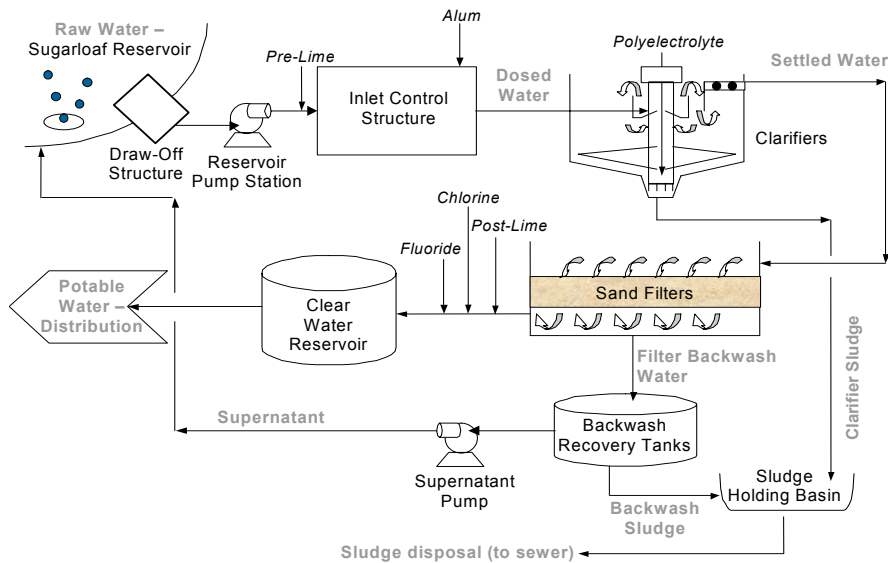 Raw Water –
Sugarloaf Reservoir
Draw-Off
Structure
Reservoir
Pump Station
Pre-Lime
Alum
Inlet Control
Structure
Dosed
Water
Polyelectrolyte
Settled Water
Clarifiers
Chlorine
Post-Lime
Fluoride
Potable
Water –
Distribution
Clear
Water
Reservoir
Sand Filters
Filter Backwash
Water
Clarifier Sludge
Supernatant
Supernatant
Pump
Backwash
Recovery Tanks
Backwash
Sludge
Sludge
Holding Basin
Sludge disposal (to sewer)